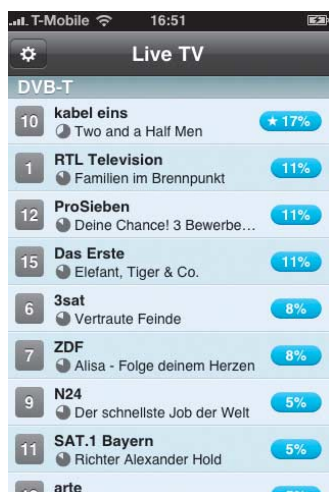 T-Mobile 16:51
Live TV
DVB-T
10 kabel eins
Two and a Half Men
★ 17%
1 RTL Television
Familien im Brennpunkt
11%
12 ProSieben
Deine Chance! 3 Bewerbe...
11%
15 Das Erste
Elefant, Tiger & Co.
11%
6 3sat
Vertraute Feinde
8%
7 ZDF
Alisa - Folge deinem Herzen
8%
9 N24
Der schnellste Job der Welt
5%
11 SAT.1 Bayern
Richter Alexander Hold
5%
arte